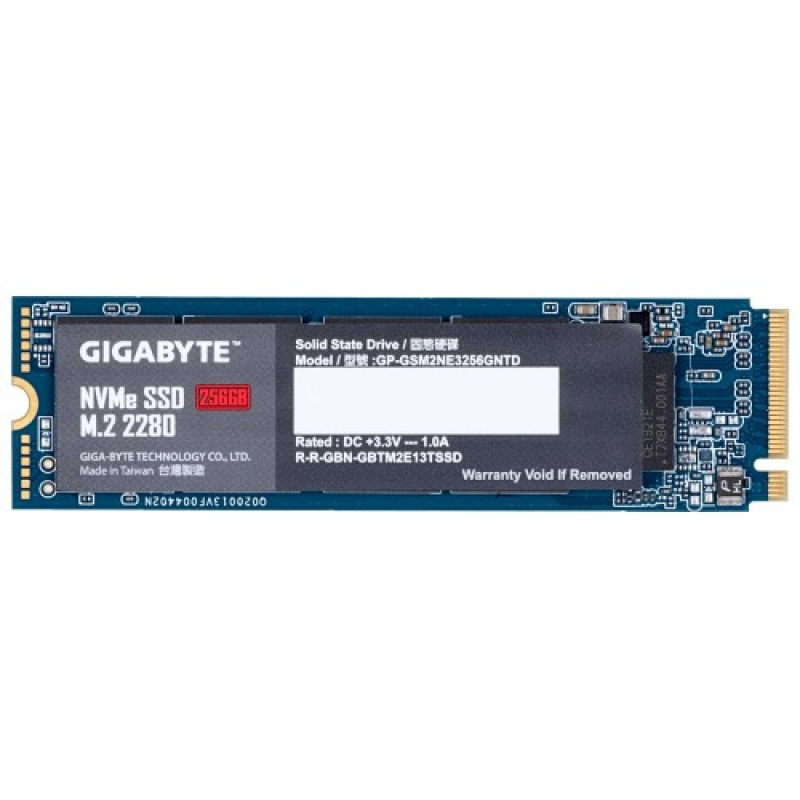 GIGABYTE™
NVMe SSD 256GB
M.2 2280
GIGA-BYTE TECHNOLOGY CO., LTD.
Made in Taiwan 台灣製造
Solid State Drive / 固態硬碟
Model / 型號 :GP-GSM2NE3256GNTD
Rated : DC +3.3V --- 1.0A
R-R-GBN-GBTM2E13TSSD
Warranty Void If Removed